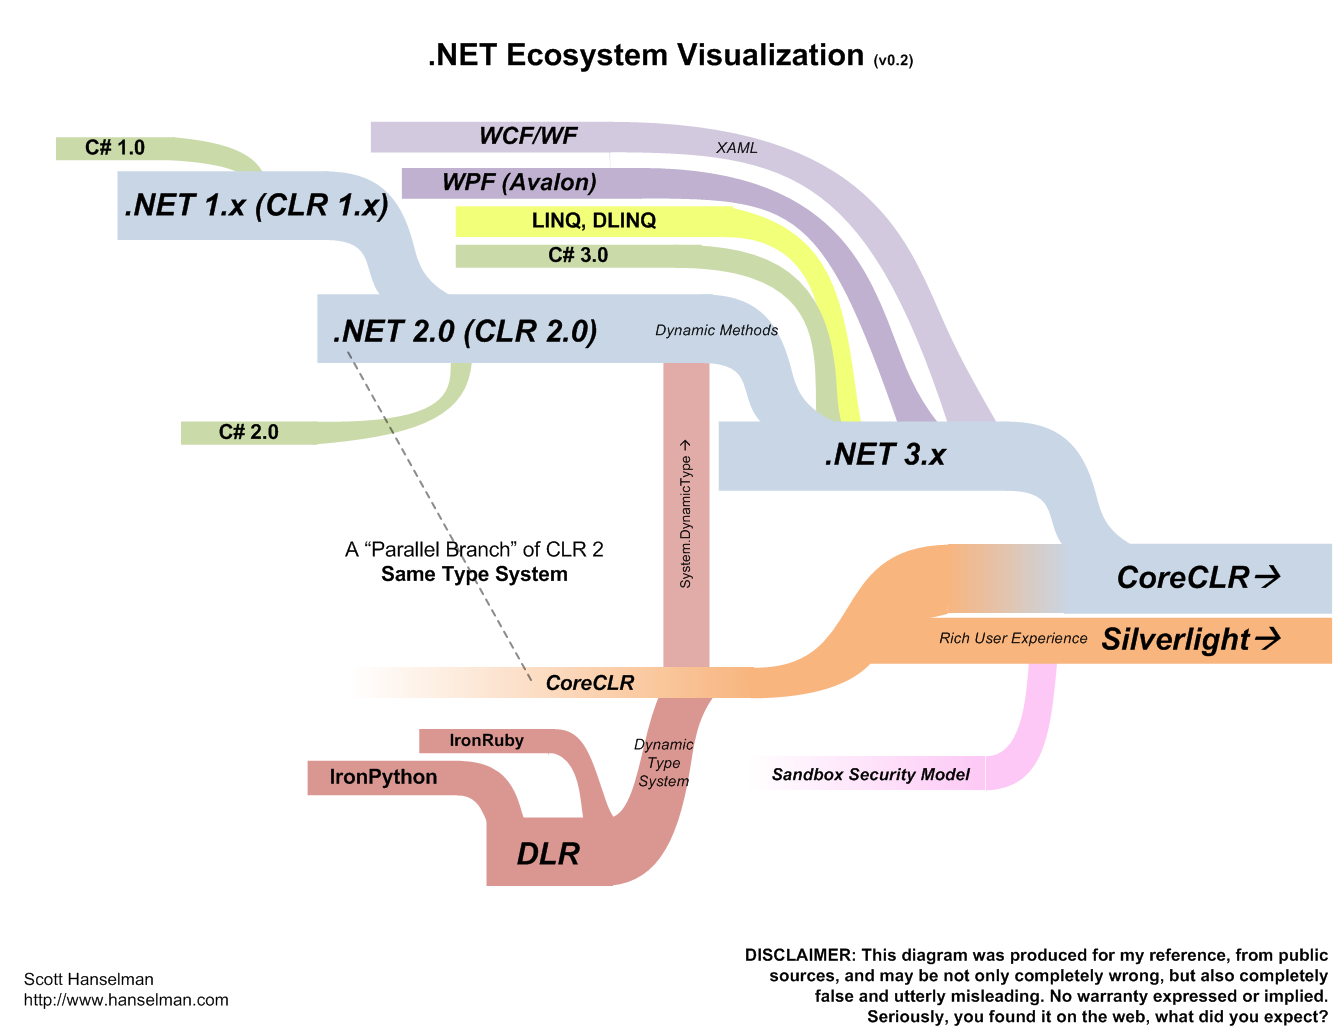 .NET Ecosystem Visualization (v0.2)
WCF/WF
XAML
C# 1.0
WPF (Avalon)
.NET 1.x (CLR 1.x)
LINQ, DLINQ
C# 3.0
.NET 2.0 (CLR 2.0)
Dynamic Methods
C# 2.0
.NET 3.x
System.DynamicType →
A “Parallel Branch” of CLR 2
Same Type System
CoreCLR→
Rich User Experience
Silverlight→
CoreCLR
IronRuby
Dynamic
Type
System
IronPython
Sandbox Security Model
DLR
Scott Hanselman
http://www.hanselman.com
DISCLAIMER: This diagram was produced for my reference, from public
sources, and may be not only completely wrong, but also completely
false and utterly misleading. No warranty expressed or implied.
Seriously, you found it on the web, what did you expect?